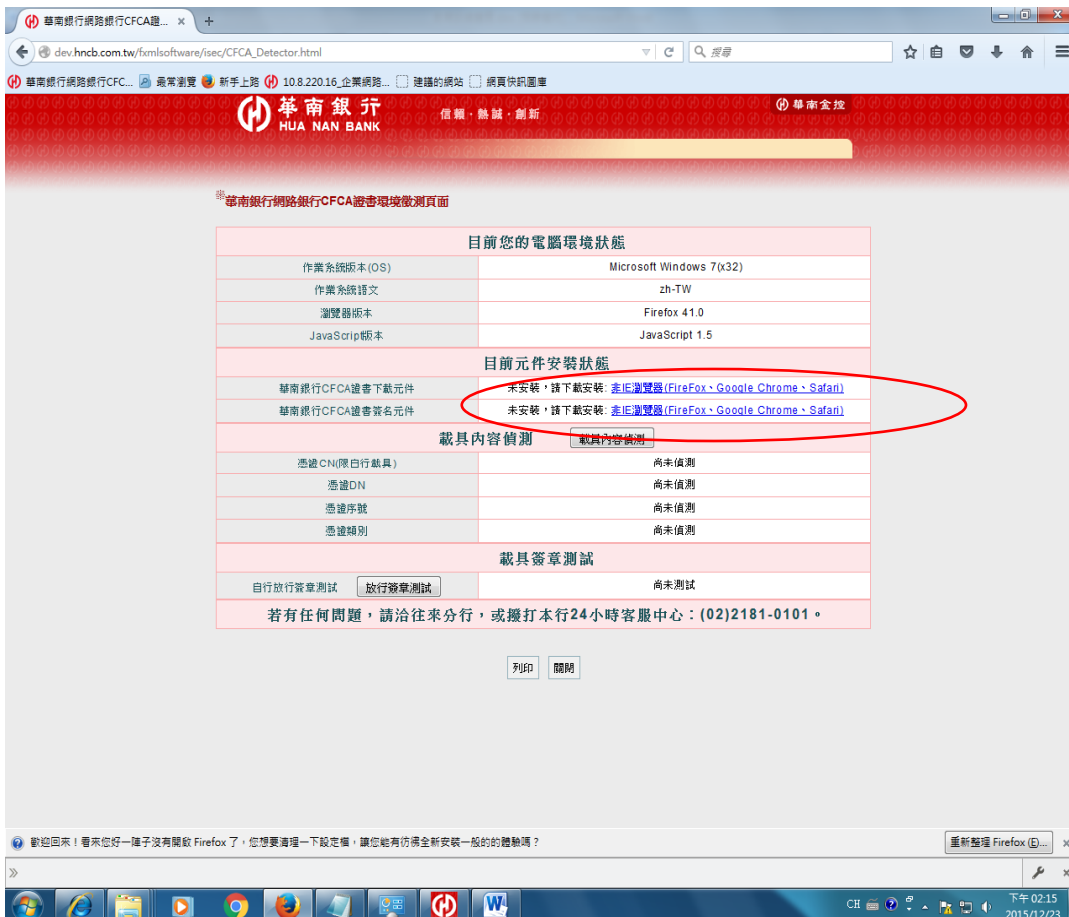 華南銀行網路銀行CFCA證... × +
dev.hncb.com.tw/fxmlsoftware/isec/CFCA_Detector.html 搜尋
華南銀行網路銀行CFC... 最常瀏覽 新手上路 10.8.220.16_企業網路... 建議的網站 網頁快訊圖庫
華南銀行 信賴．熱誠．創新 華南金控
HUA NAN BANK
※華南銀行網路銀行CFCA證書環境徵測頁面
目前您的電腦環境狀態
作業系統版本(OS) Microsoft Windows 7(x32)
作業系統語文 zh-TW
瀏覽器版本 Firefox 41.0
JavaScript版本 JavaScript 1.5
目前元件安裝狀態
華南銀行CFCA證書下載元件 未安裝，請下載安裝: 非IE瀏覽器(FireFox、Google Chrome、Safari)
華南銀行CFCA證書簽名元件 未安裝，請下載安裝: 非IE瀏覽器(FireFox、Google Chrome、Safari)
載具內容偵測 載具內容偵測
憑證CN(限自行載具) 尚未偵測
憑證DN 尚未偵測
憑證序號 尚未偵測
憑證類別 尚未偵測
載具簽章測試
自行放行簽章測試 放行簽章測試 尚未測試
若有任何問題，請洽往來分行，或撥打本行24小時客服中心：(02)2181-0101。
列印 關閉
歡迎回來！看來您好一陣子沒有開啟 Firefox 了，您想要清理一下設定檔，讓您能有彷彿全新安裝一般的的體驗嗎？ 重新整理 Firefox (E)... ×
» ×
CH 下午 02:15
2015/12/23